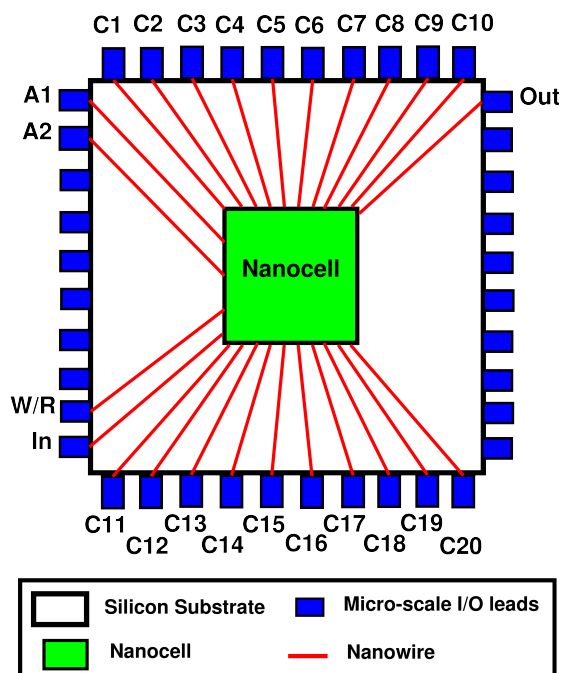 C1 C2 C3 C4 C5 C6 C7 C8 C9 C10
A1
Out
A2
Nanocell
W/R
In
C11 C13 C15 C17 C19
C12 C14 C16 C18 C20
Silicon Substrate
Micro-scale I/O leads
Nanocell
Nanowire